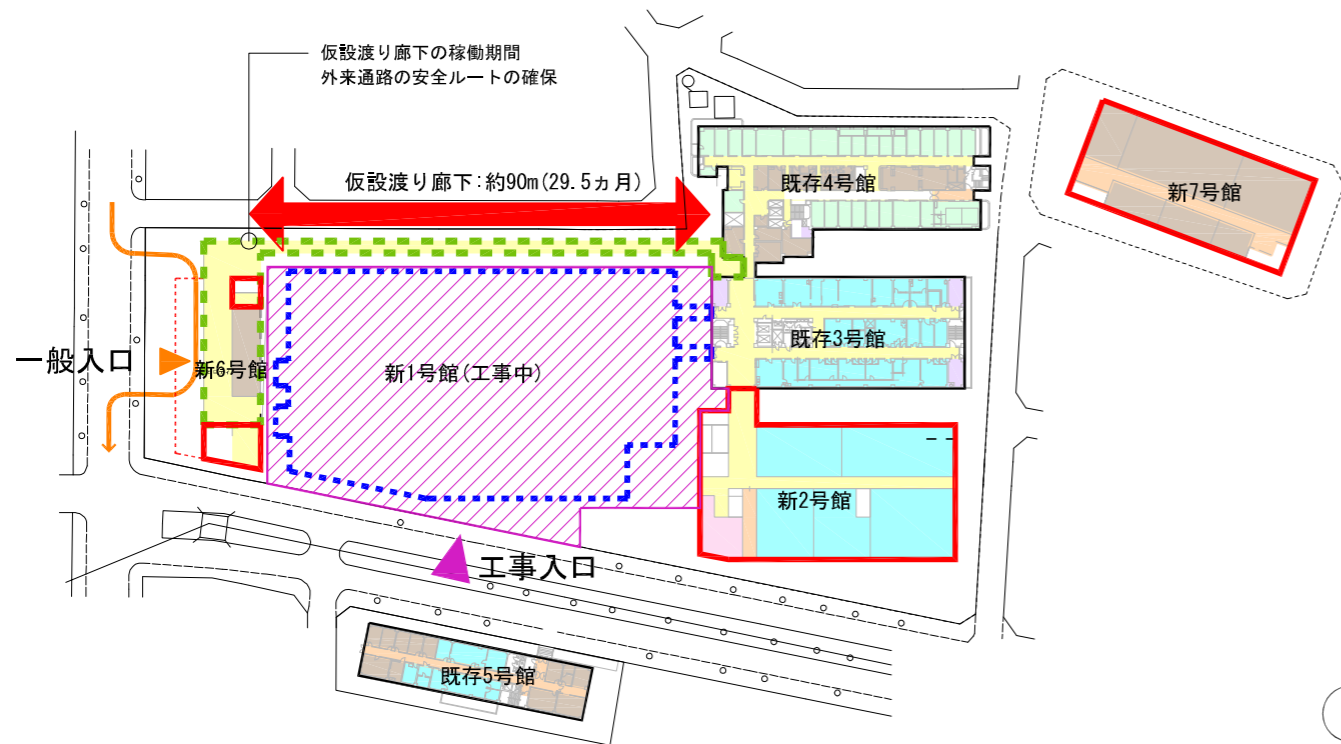 仮設渡り廊下の稼働期間
外来通路の安全ルートの確保
仮設渡り廊下:約90m(29.5ヵ月)
既存4号館
新7号館
一般入口
新6号館
新1号館(工事中)
既存3号館
新2号館
工事入口
既存5号館